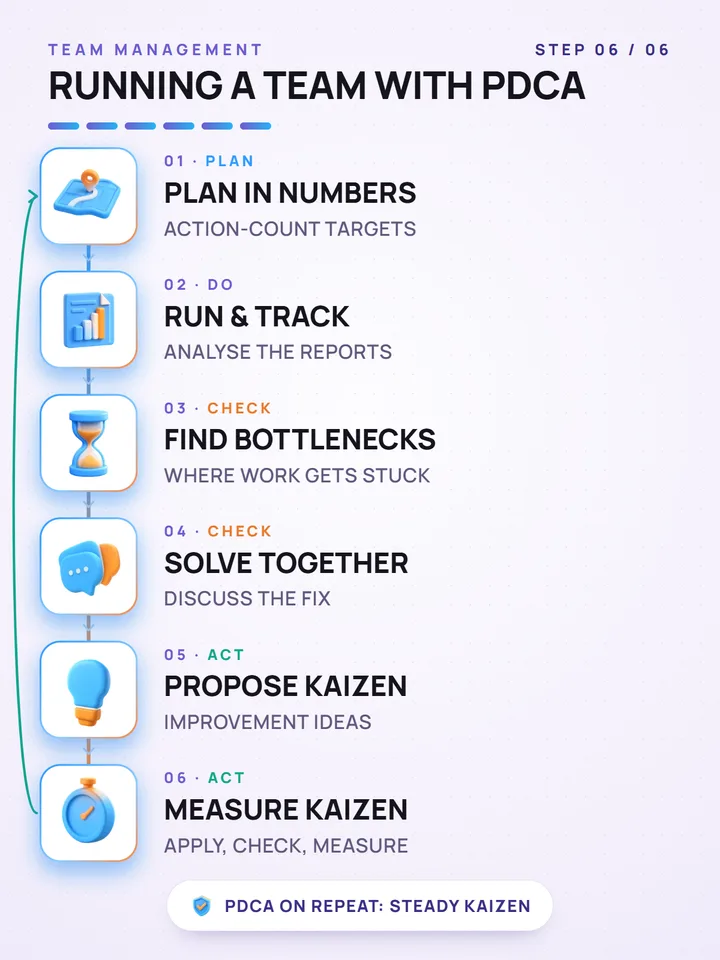 TEAM MANAGEMENT
STEP 06 / 06
RUNNING A TEAM WITH PDCA
01 · PLAN
PLAN IN NUMBERS
ACTION-COUNT TARGETS
02 · DO
RUN & TRACK
ANALYSE THE REPORTS
03 · CHECK
FIND BOTTLENECKS
WHERE WORK GETS STUCK
04 · CHECK
SOLVE TOGETHER
DISCUSS THE FIX
05 · ACT
PROPOSE KAIZEN
IMPROVEMENT IDEAS
06 · ACT
MEASURE KAIZEN
APPLY, CHECK, MEASURE
PDCA ON REPEAT: STEADY KAIZEN